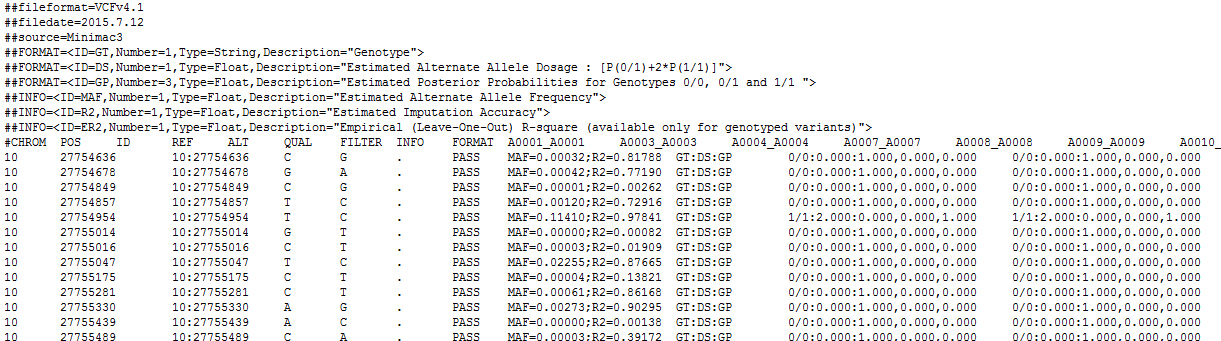 ##fileformat=VCFv4.1
##filedate=2015.7.12
##source=Minimac3
##FORMAT=<ID=GT,Number=1,Type=String,Description="Genotype">
##FORMAT=<ID=DS,Number=1,Type=Float,Description="Estimated Alternate Allele Dosage : [P(0/1)+2*P(1/1)]">
##FORMAT=<ID=GP,Number=3,Type=Float,Description="Estimated Posterior Probabilities for Genotypes 0/0, 0/1 and 1/1 ">
##INFO=<ID=MAF,Number=1,Type=Float,Description="Estimated Alternate Allele Frequency">
##INFO=<ID=R2,Number=1,Type=Float,Description="Estimated Imputation Accuracy">
##INFO=<ID=ER2,Number=1,Type=Float,Description="Empirical (Leave-One-Out) R-square (available only for genotyped variants)">
#CHROM POS ID REF ALT QUAL FILTER INFO FORMAT A0001_A0001 A0003_A0003 A0004_A0004 A0007_A0007 A0008_A0008 A0009_A0009 A0010_
10 27754636 10:27754636 C G . PASS MAF=0.00032;R2=0.81788 GT:DS:GP 0/0:0.000:1.000,0.000,0.000 0/0:0.000:1.000,0.000,0.000
10 27754678 10:27754678 G A . PASS MAF=0.00042;R2=0.77190 GT:DS:GP 0/0:0.000:1.000,0.000,0.000 0/0:0.000:1.000,0.000,0.000
10 27754849 10:27754849 C G . PASS MAF=0.00001;R2=0.00262 GT:DS:GP 0/0:0.000:1.000,0.000,0.000 0/0:0.000:1.000,0.000,0.000
10 27754857 10:27754857 T C . PASS MAF=0.00120;R2=0.72916 GT:DS:GP 0/0:0.000:1.000,0.000,0.000 0/0:0.000:1.000,0.000,0.000
10 27754954 10:27754954 T C . PASS MAF=0.11410;R2=0.97841 GT:DS:GP 1/1:2.000:0.000,0.000,1.000 1/1:2.000:0.000,0.000,1.000
10 27755014 10:27755014 G T . PASS MAF=0.00000;R2=0.00082 GT:DS:GP 0/0:0.000:1.000,0.000,0.000 0/0:0.000:1.000,0.000,0.000
10 27755016 10:27755016 C T . PASS MAF=0.00003;R2=0.01909 GT:DS:GP 0/0:0.000:1.000,0.000,0.000 0/0:0.000:1.000,0.000,0.000
10 27755047 10:27755047 T C . PASS MAF=0.02255;R2=0.87665 GT:DS:GP 0/0:0.000:1.000,0.000,0.000 0/0:0.000:1.000,0.000,0.000
10 27755175 10:27755175 C T . PASS MAF=0.00004;R2=0.13821 GT:DS:GP 0/0:0.000:1.000,0.000,0.000 0/0:0.000:1.000,0.000,0.000
10 27755281 10:27755281 C T . PASS MAF=0.00061;R2=0.86168 GT:DS:GP 0/0:0.000:1.000,0.000,0.000 0/0:0.000:1.000,0.000,0.000
10 27755330 10:27755330 A G . PASS MAF=0.00273;R2=0.90295 GT:DS:GP 0/0:0.000:1.000,0.000,0.000 0/0:0.000:1.000,0.000,0.000
10 27755439 10:27755439 A C . PASS MAF=0.00000;R2=0.00138 GT:DS:GP 0/0:0.000:1.000,0.000,0.000 0/0:0.000:1.000,0.000,0.000
10 27755489 10:27755489 C A . PASS MAF=0.00003;R2=0.39172 GT:DS:GP 0/0:0.000:1.000,0.000,0.000 0/0:0.000:1.000,0.000,0.000